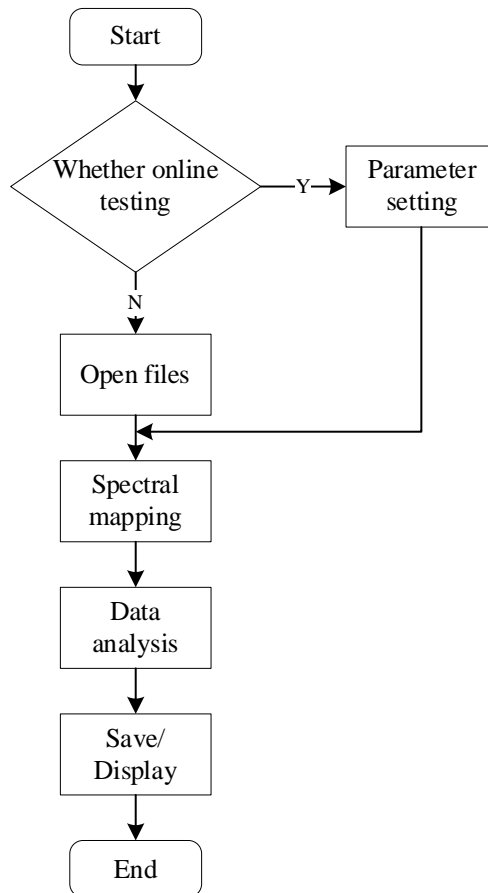 Start
Whether online
testing
Y
Parameter
setting
N
Open files
Spectral
mapping
Data
analysis
Save/
Display
End